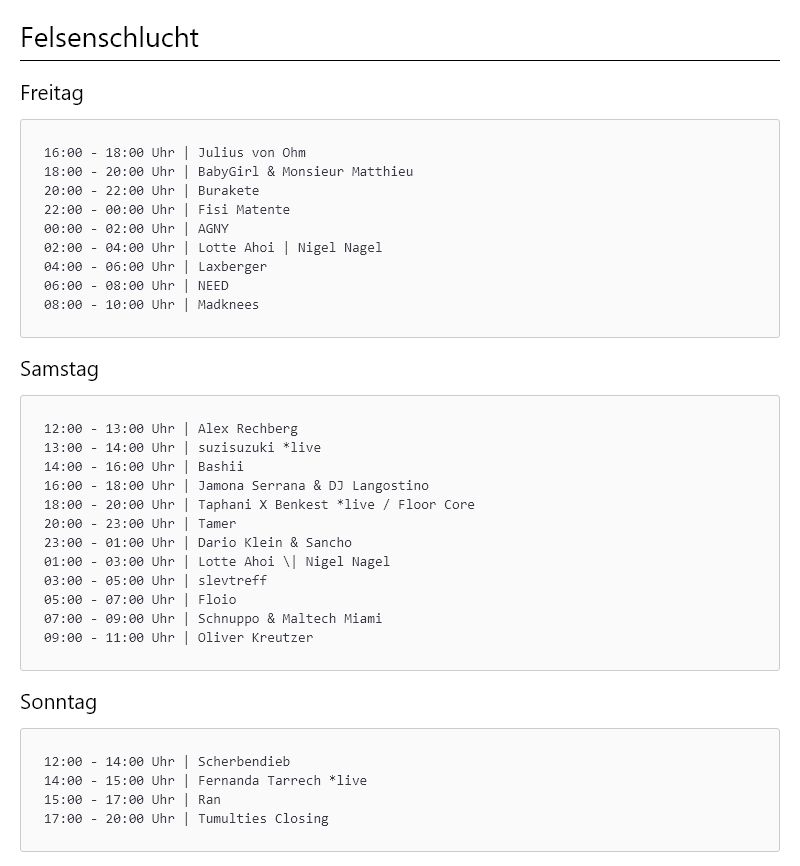 Felsenschlucht
Freitag
16:00 - 18:00 Uhr | Julius von Ohm
18:00 - 20:00 Uhr | BabyGirl & Monsieur Matthieu
20:00 - 22:00 Uhr | Burakete
22:00 - 00:00 Uhr | Fisi Matente
00:00 - 02:00 Uhr | AGNY
02:00 - 04:00 Uhr | Lotte Ahoi | Nigel Nagel
04:00 - 06:00 Uhr | Laxberger
06:00 - 08:00 Uhr | NEED
08:00 - 10:00 Uhr | Madknees
Samstag
12:00 - 13:00 Uhr | Alex Rechberg
13:00 - 14:00 Uhr | suzisuzuki *live
14:00 - 16:00 Uhr | Bashii
16:00 - 18:00 Uhr | Jamona Serrana & DJ Langostino
18:00 - 20:00 Uhr | Taphani X Benkest *live / Floor Core
20:00 - 23:00 Uhr | Tamer
23:00 - 01:00 Uhr | Dario Klein & Sancho
01:00 - 03:00 Uhr | Lotte Ahoi \| Nigel Nagel
03:00 - 05:00 Uhr | slevtreff
05:00 - 07:00 Uhr | Floio
07:00 - 09:00 Uhr | Schnuppo & Maltech Miami
09:00 - 11:00 Uhr | Oliver Kreutzer
Sonntag
12:00 - 14:00 Uhr | Scherbendieb
14:00 - 15:00 Uhr | Fernanda Tarrech *live
15:00 - 17:00 Uhr | Ran
17:00 - 20:00 Uhr | Tumulties Closing